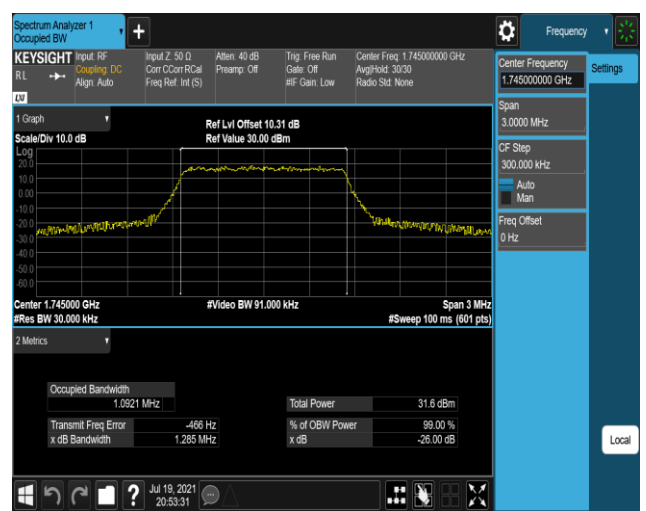 Spectrum Analyzer 1
Occupied BW
Frequency
KEYSIGHT
RL
LXI
Input: RF
Coupling: DC
Align: Auto
Input Z: 50 Ω
Corr CCorr RCal
Freq Ref: Int (S)
Atten: 40 dB
Preamp: Off
Trig: Free Run
Gate: Off
#IF Gain: Low
Center Freq: 1.745000000 GHz
Avg|Hold: 30/30
Radio Std: None
Center Frequency
1.745000000 GHz
Settings
Span
3.0000 MHz
CF Step
300.000 kHz
Auto
Man
Freq Offset
0 Hz
1 Graph
Scale/Div 10.0 dB
Ref Lvl Offset 10.31 dB
Ref Value 30.00 dBm
Log
20.0
10.0
0.00
-10.0
-20.0
-30.0
-40.0
-50.0
-60.0
Center 1.745000 GHz
#Res BW 30.000 kHz
#Video BW 91.000 kHz
Span 3 MHz
#Sweep 100 ms (601 pts)
2 Metrics
Occupied Bandwidth
1.0921 MHz
Total Power 31.6 dBm
Transmit Freq Error -466 Hz
% of OBW Power 99.00 %
x dB Bandwidth 1.285 MHz
x dB -26.00 dB
Local
Jul 19, 2021
20:53:31